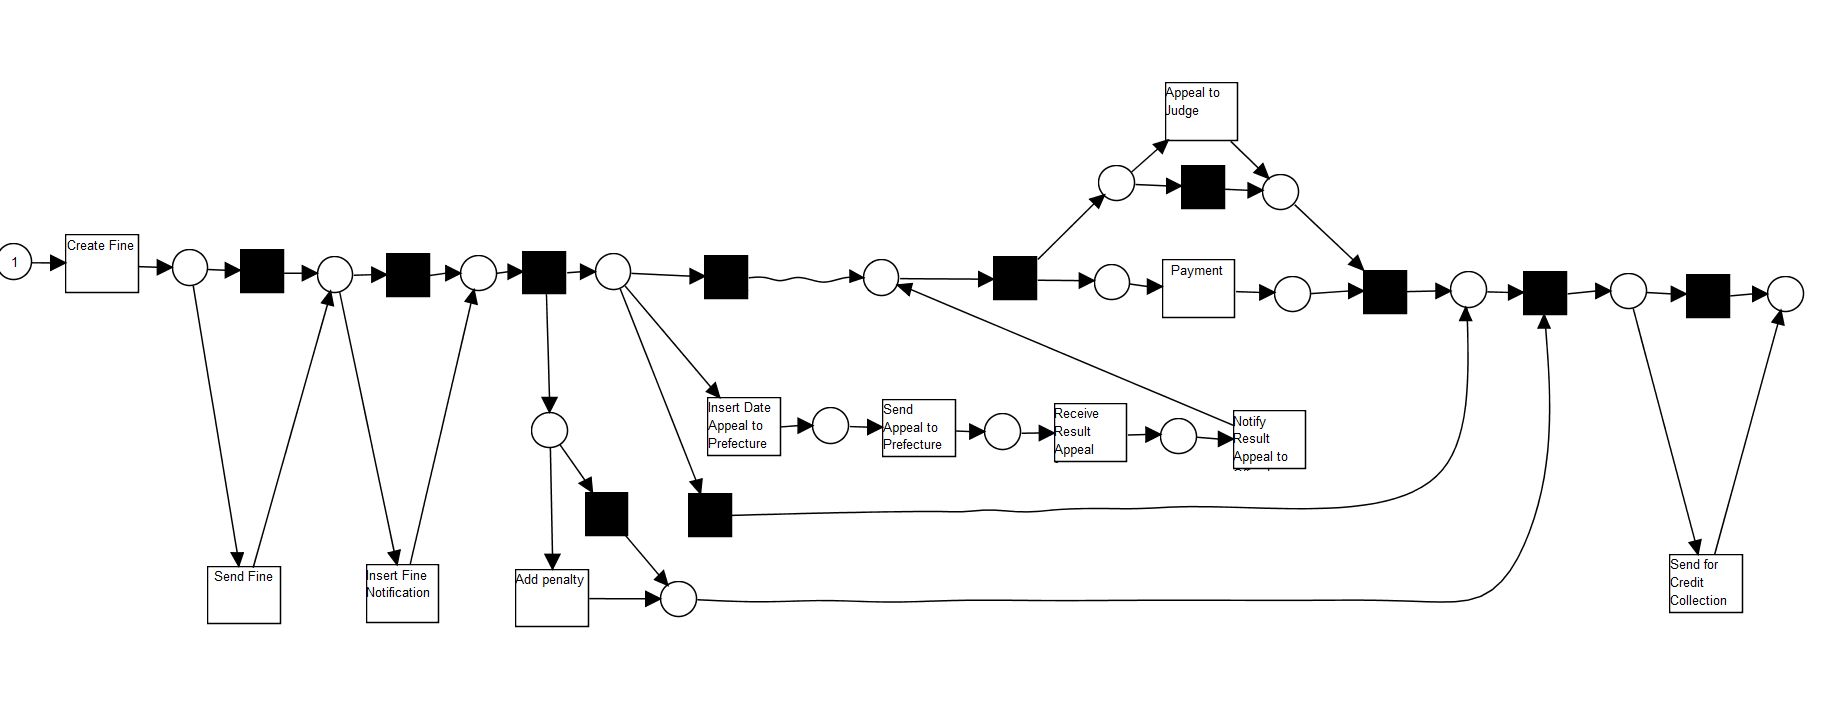 Appeal to
Judge
1
Create Fine
Payment
Insert Date
Appeal to
Prefecture
Send
Appeal to
Prefecture
Receive
Result
Appeal
Notify
Result
Appeal to
Send Fine
Insert Fine
Notification
Add penalty
Send for
Credit
Collection